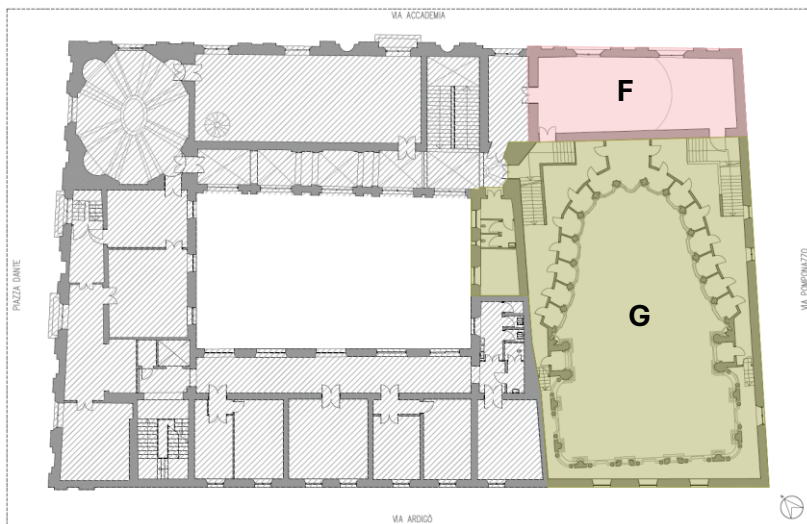 VIA ACCADEMIA
F
PIAZZA DANTE
G
VIA POMPONAZZO
VIA ARDIGÒ